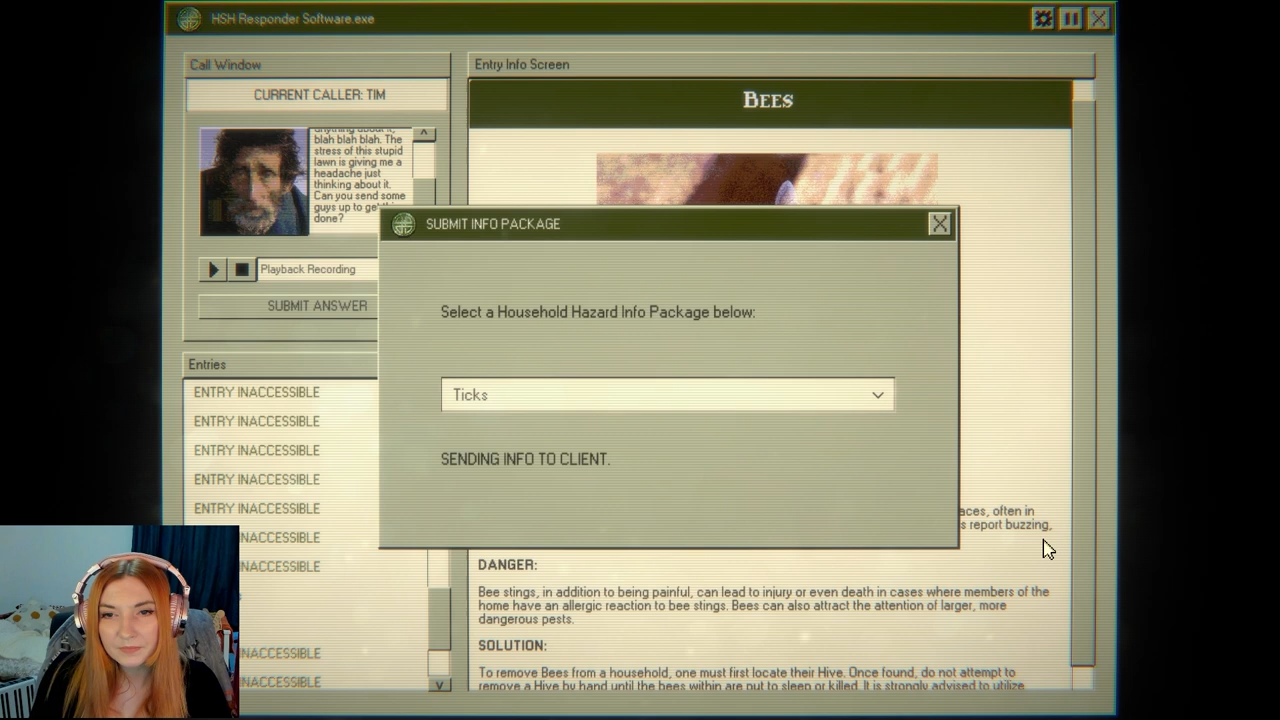 HSH Responder Software.exe
Call Window
Entry Info Screen
CURRENT CALLER: TIM
BEES
blah blah blah. The
stress of this stupid
lawn is giving me a
headache just
thinking about it.
Can you send some
guys up to get
done?
SUBMIT INFO PACKAGE
Playback Recording
SUBMIT ANSWER
Select a Household Hazard Info Package below:
Ticks
SENDING INFO TO CLIENT.
Entries
ENTRY INACCESSIBLE
ENTRY INACCESSIBLE
ENTRY INACCESSIBLE
ENTRY INACCESSIBLE
ENTRY INACCESSIBLE
INACCESSIBLE
INACCESSIBLE
INACCESSIBLE
INACCESSIBLE
often in
report buzzing,
DANGER:
Bee stings, in addition to being painful, can lead to injury or even death in cases where members of the
home have an allergic reaction to bee stings. Bees can also attract the attention of larger, more
dangerous pests.
SOLUTION:
To remove Bees from a household, one must first locate their Hive. Once found, do not attempt to
remove a Hive by hand until the bees within are put to sleep or killed. It is strongly advised to utilize